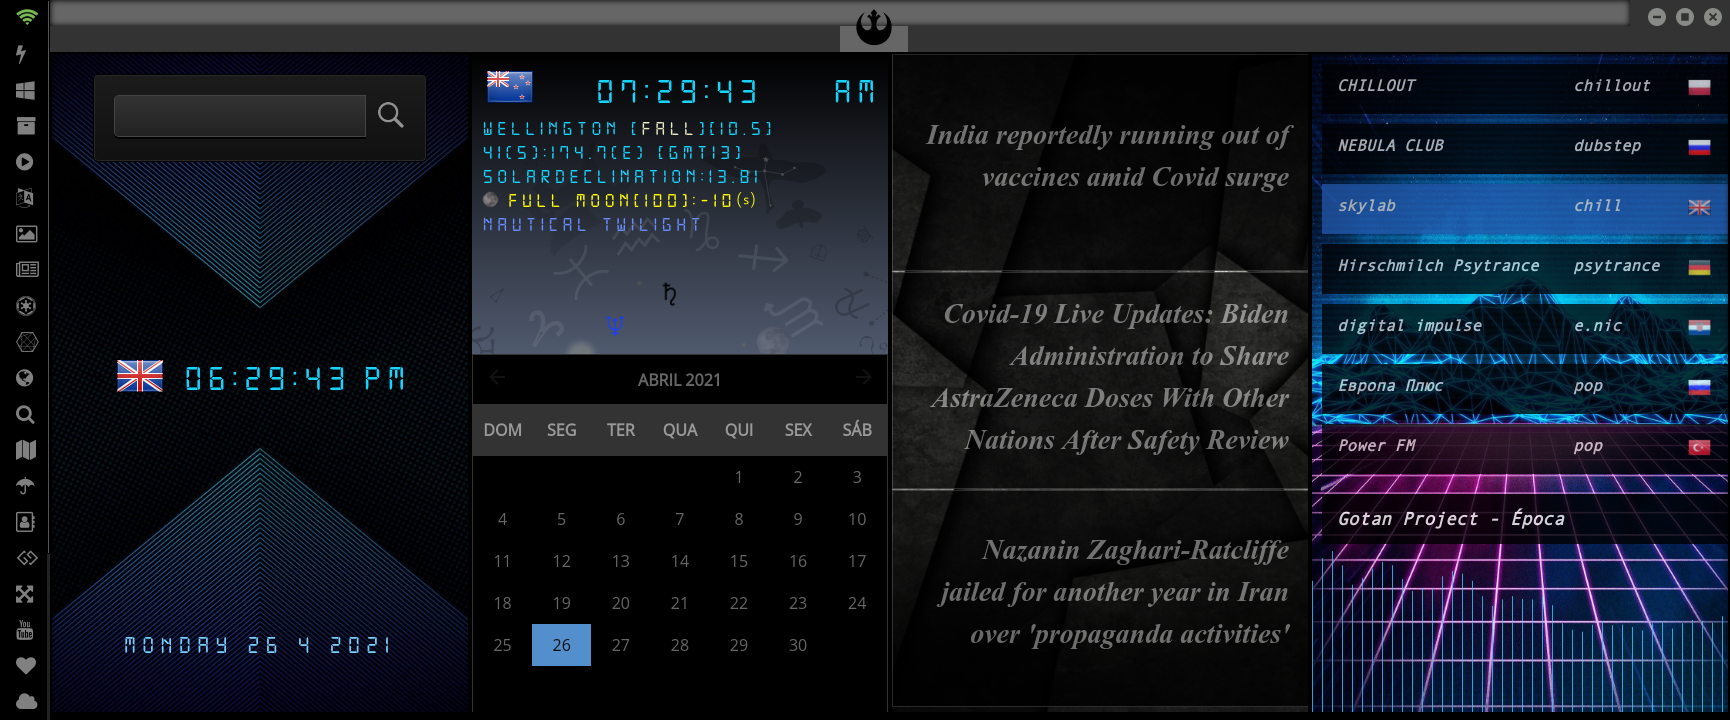 06:29:43 PM
MONDAY 26 4 2021
07:29:43 AM
WELLINGTON [FALL][10.5]
41(S):174.7(E) [GMT13]
SOLARDECLINATION:13.81
FULL MOON[100]:-10(s)
NAUTICAL TWILIGHT
ABRIL 2021
DOM SEG TER QUA QUI SEX SÁB
1 2 3
4 5 6 7 8 9 10
11 12 13 14 15 16 17
18 19 20 21 22 23 24
25 26 27 28 29 30
India reportedly running out of
vaccines amid Covid surge
Covid-19 Live Updates: Biden
Administration to Share
AstraZeneca Doses With Other
Nations After Safety Review
Nazanin Zaghari-Ratcliffe
jailed for another year in Iran
over 'propaganda activities'
CHILLOUT chillout
NEBULA CLUB dubstep
skylab chill
Hirschmilch Psytrance psytrance
digital impulse e.nic
Европа Плюс pop
Power FM pop
Gotan Project - Época
You
Tube